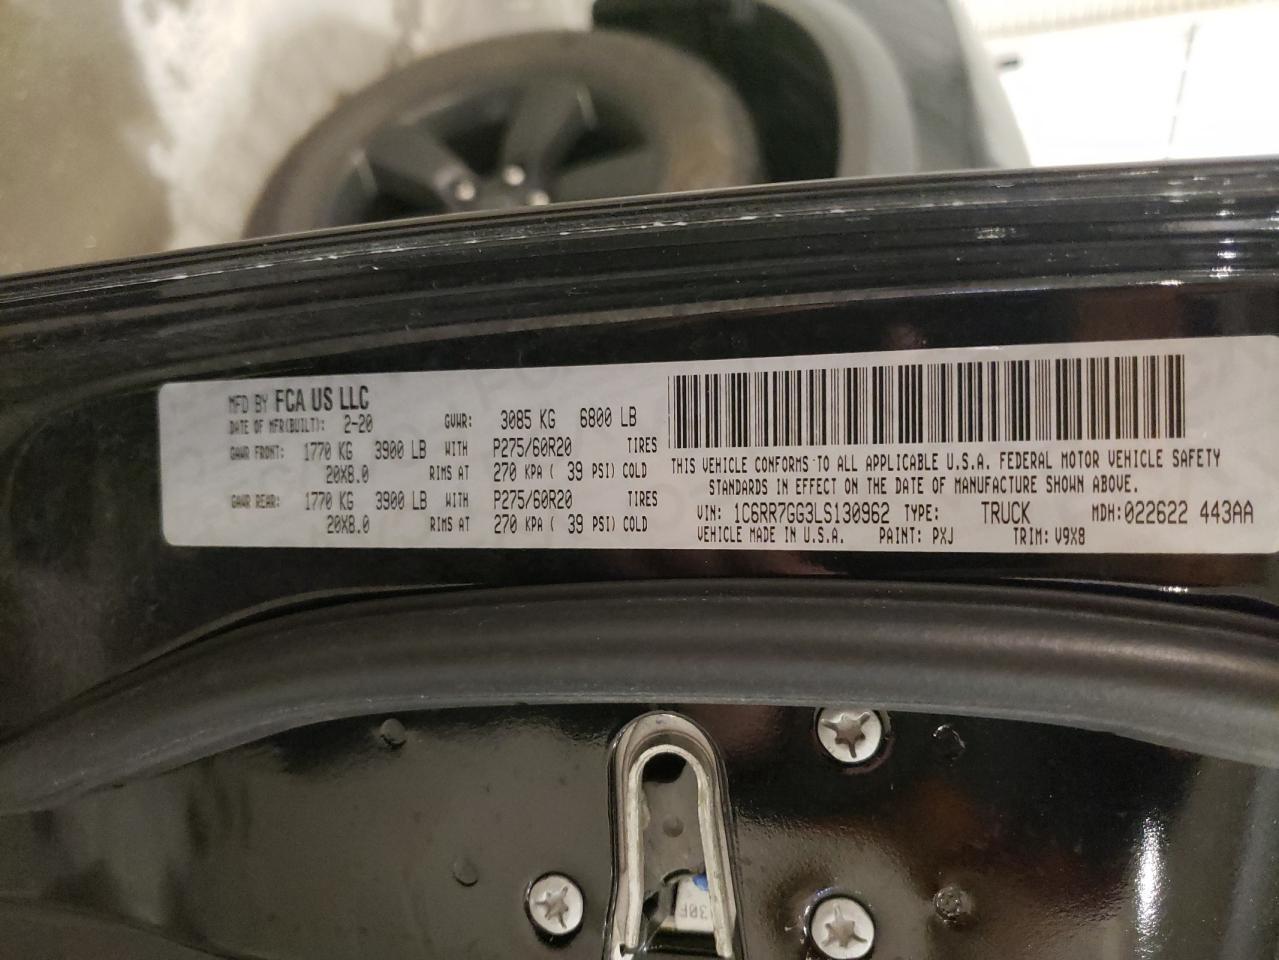 MFD BY FCA US LLC
DATE OF MFR(BUILT): 2-20 GVWR: 3085 KG 6800 LB
GAWR FRONT: 1770 KG 3900 LB WITH P275/60R20 TIRES
20X8.0 RIMS AT 270 KPA ( 39 PSI) COLD
GAWR REAR: 1770 KG 3900 LB WITH P275/60R20 TIRES
20X8.0 RIMS AT 270 KPA ( 39 PSI) COLD
THIS VEHICLE CONFORMS TO ALL APPLICABLE U.S.A. FEDERAL MOTOR VEHICLE SAFETY
STANDARDS IN EFFECT ON THE DATE OF MANUFACTURE SHOWN ABOVE.
VIN: 1C6RR7GG3LS130962 TYPE: TRUCK MDH:022622 443AA
VEHICLE MADE IN U.S.A. PAINT: PXJ TRIM: V9X8